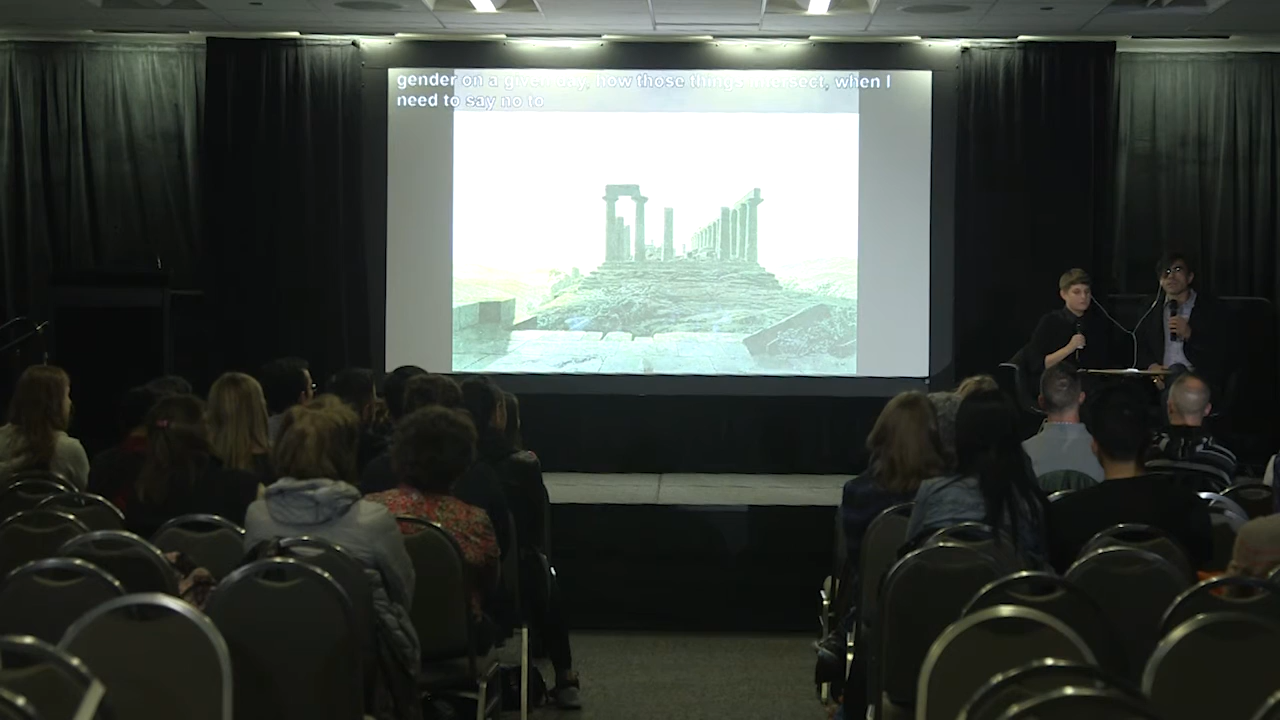 gender on a given day, how those things intersect, when I
need to say no to